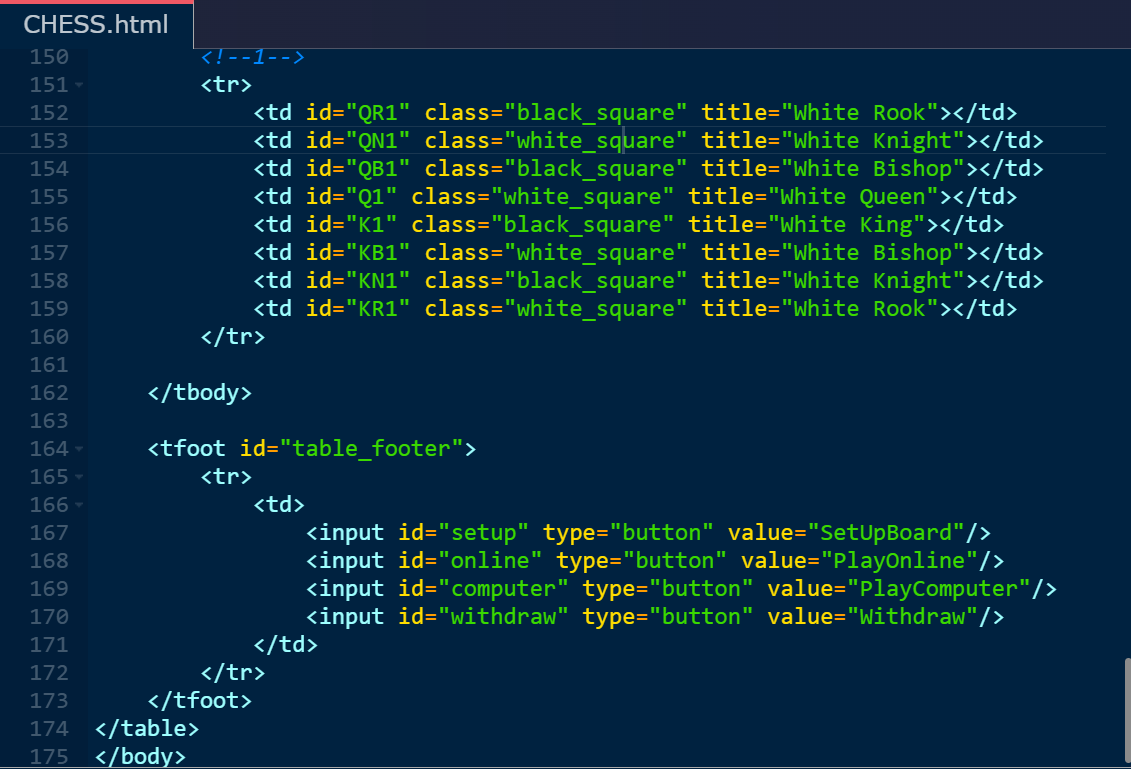 CHESS.html
150 <!--1-->
151 <tr>
152 <td id="QR1" class="black_square" title="White Rook"></td>
153 <td id="QN1" class="white_square" title="White Knight"></td>
154 <td id="QB1" class="black_square" title="White Bishop"></td>
155 <td id="Q1" class="white_square" title="White Queen"></td>
156 <td id="K1" class="black_square" title="White King"></td>
157 <td id="KB1" class="white_square" title="White Bishop"></td>
158 <td id="KN1" class="black_square" title="White Knight"></td>
159 <td id="KR1" class="white_square" title="White Rook"></td>
160 </tr>
161
162 </tbody>
163
164 <tfoot id="table_footer">
165 <tr>
166 <td>
167 <input id="setup" type="button" value="SetUpBoard"/>
168 <input id="online" type="button" value="PlayOnline"/>
169 <input id="computer" type="button" value="PlayComputer"/>
170 <input id="withdraw" type="button" value="Withdraw"/>
171 </td>
172 </tr>
173 </tfoot>
174 </table>
175 </body>